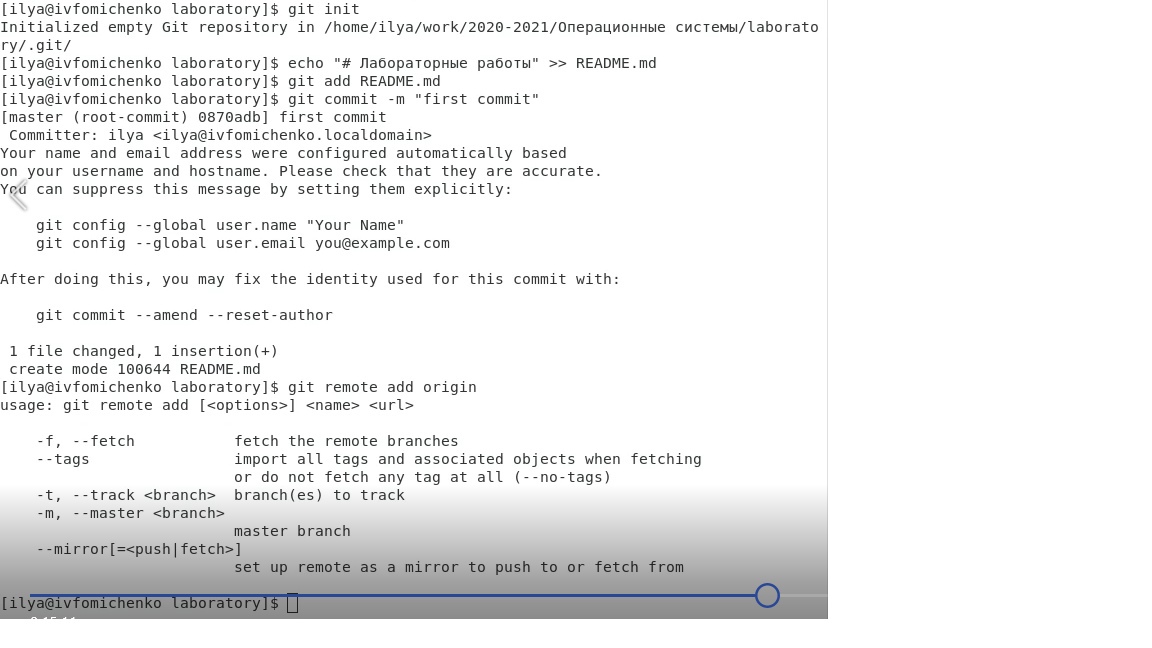 [ilya@ivfomichenko laboratory]$ git init
Initialized empty Git repository in /home/ilya/work/2020-2021/Операционные системы/laborato
ry/.git/
[ilya@ivfomichenko laboratory]$ echo "# Лабораторные работы" >> README.md
[ilya@ivfomichenko laboratory]$ git add README.md
[ilya@ivfomichenko laboratory]$ git commit -m "first commit"
[master (root-commit) 0870adb] first commit
 Committer: ilya <ilya@ivfomichenko.localdomain>
Your name and email address were configured automatically based
on your username and hostname. Please check that they are accurate.
You can suppress this message by setting them explicitly:

    git config --global user.name "Your Name"
    git config --global user.email you@example.com

After doing this, you may fix the identity used for this commit with:

    git commit --amend --reset-author

 1 file changed, 1 insertion(+)
 create mode 100644 README.md
[ilya@ivfomichenko laboratory]$ git remote add origin
usage: git remote add [<options>] <name> <url>

    -f, --fetch           fetch the remote branches
    --tags                import all tags and associated objects when fetching
                          or do not fetch any tag at all (--no-tags)
    -t, --track <branch>  branch(es) to track
    -m, --master <branch>
                          master branch
    --mirror[=<push|fetch>]
                          set up remote as a mirror to push to or fetch from

[ilya@ivfomichenko laboratory]$